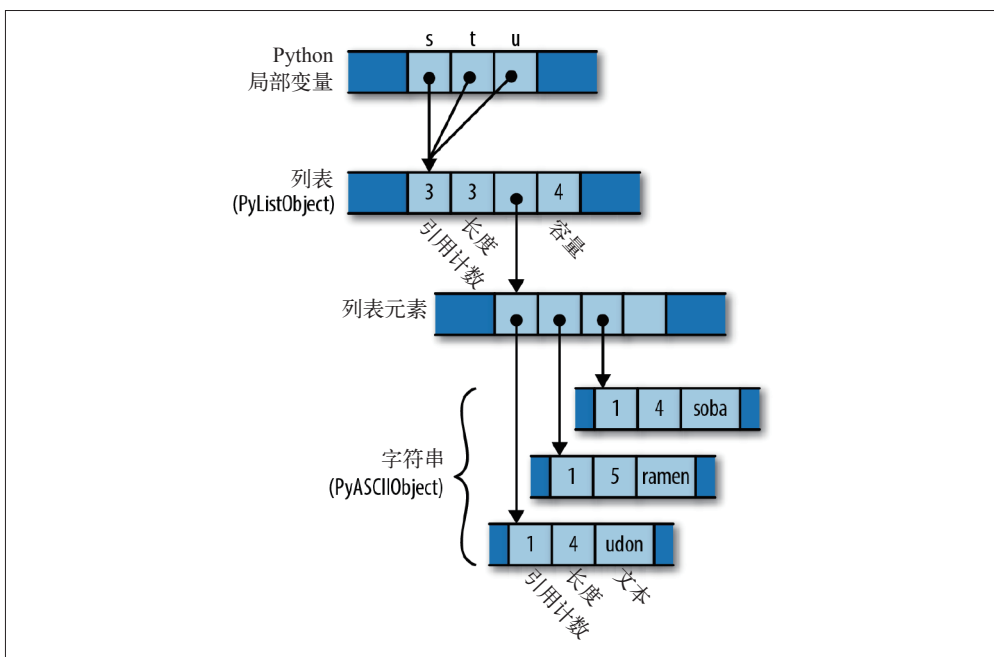 s t u
Python
局部变量
列表
(PyListObject)
3 3 4
引用计数
长度
容量
列表元素
1 4 soba
字符串
(PyASCIIObject)
1 5 ramen
1 4 udon
引用计数
长度
文本